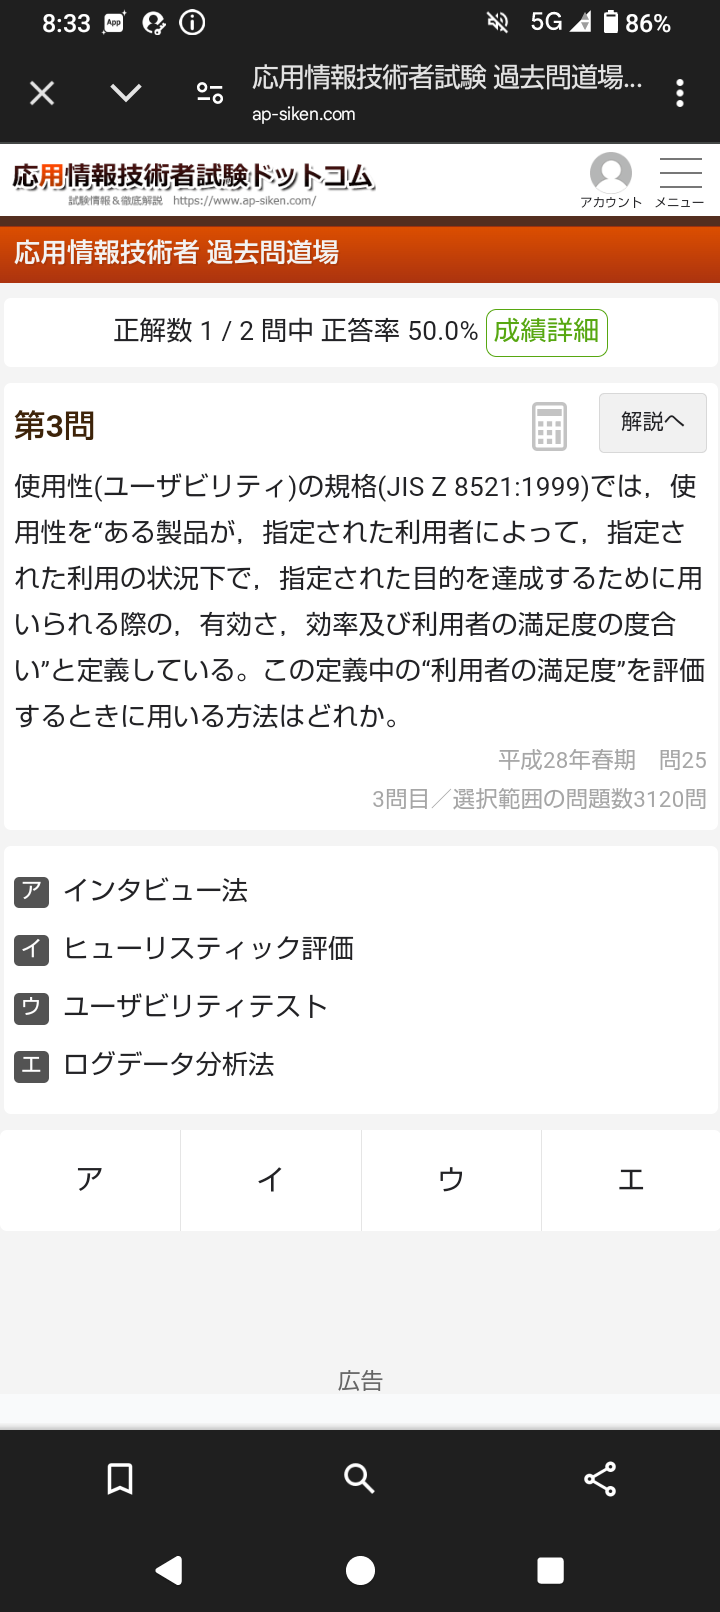 8:33
App
5G
86%
応用情報技術者試験 過去問道場...
ap-siken.com
応用情報技術者試験ドットコム
試験情報&徹底解説 https://www.ap-siken.com/
アカウント
メニュー
応用情報技術者 過去問道場
正解数 1 / 2 問中 正答率 50.0% 成績詳細
第3問
解説へ
使用性(ユーザビリティ)の規格(JIS Z 8521:1999)では，使
用性を“ある製品が，指定された利用者によって，指定さ
れた利用の状況下で，指定された目的を達成するために用
いられる際の，有効さ，効率及び利用者の満足度の度合
い”と定義している。この定義中の“利用者の満足度”を評価
するときに用いる方法はどれか。
平成28年春期　問25
3問目／選択範囲の問題数3120問
ア インタビュー法
イ ヒューリスティック評価
ウ ユーザビリティテスト
エ ログデータ分析法
ア イ ウ エ
広告